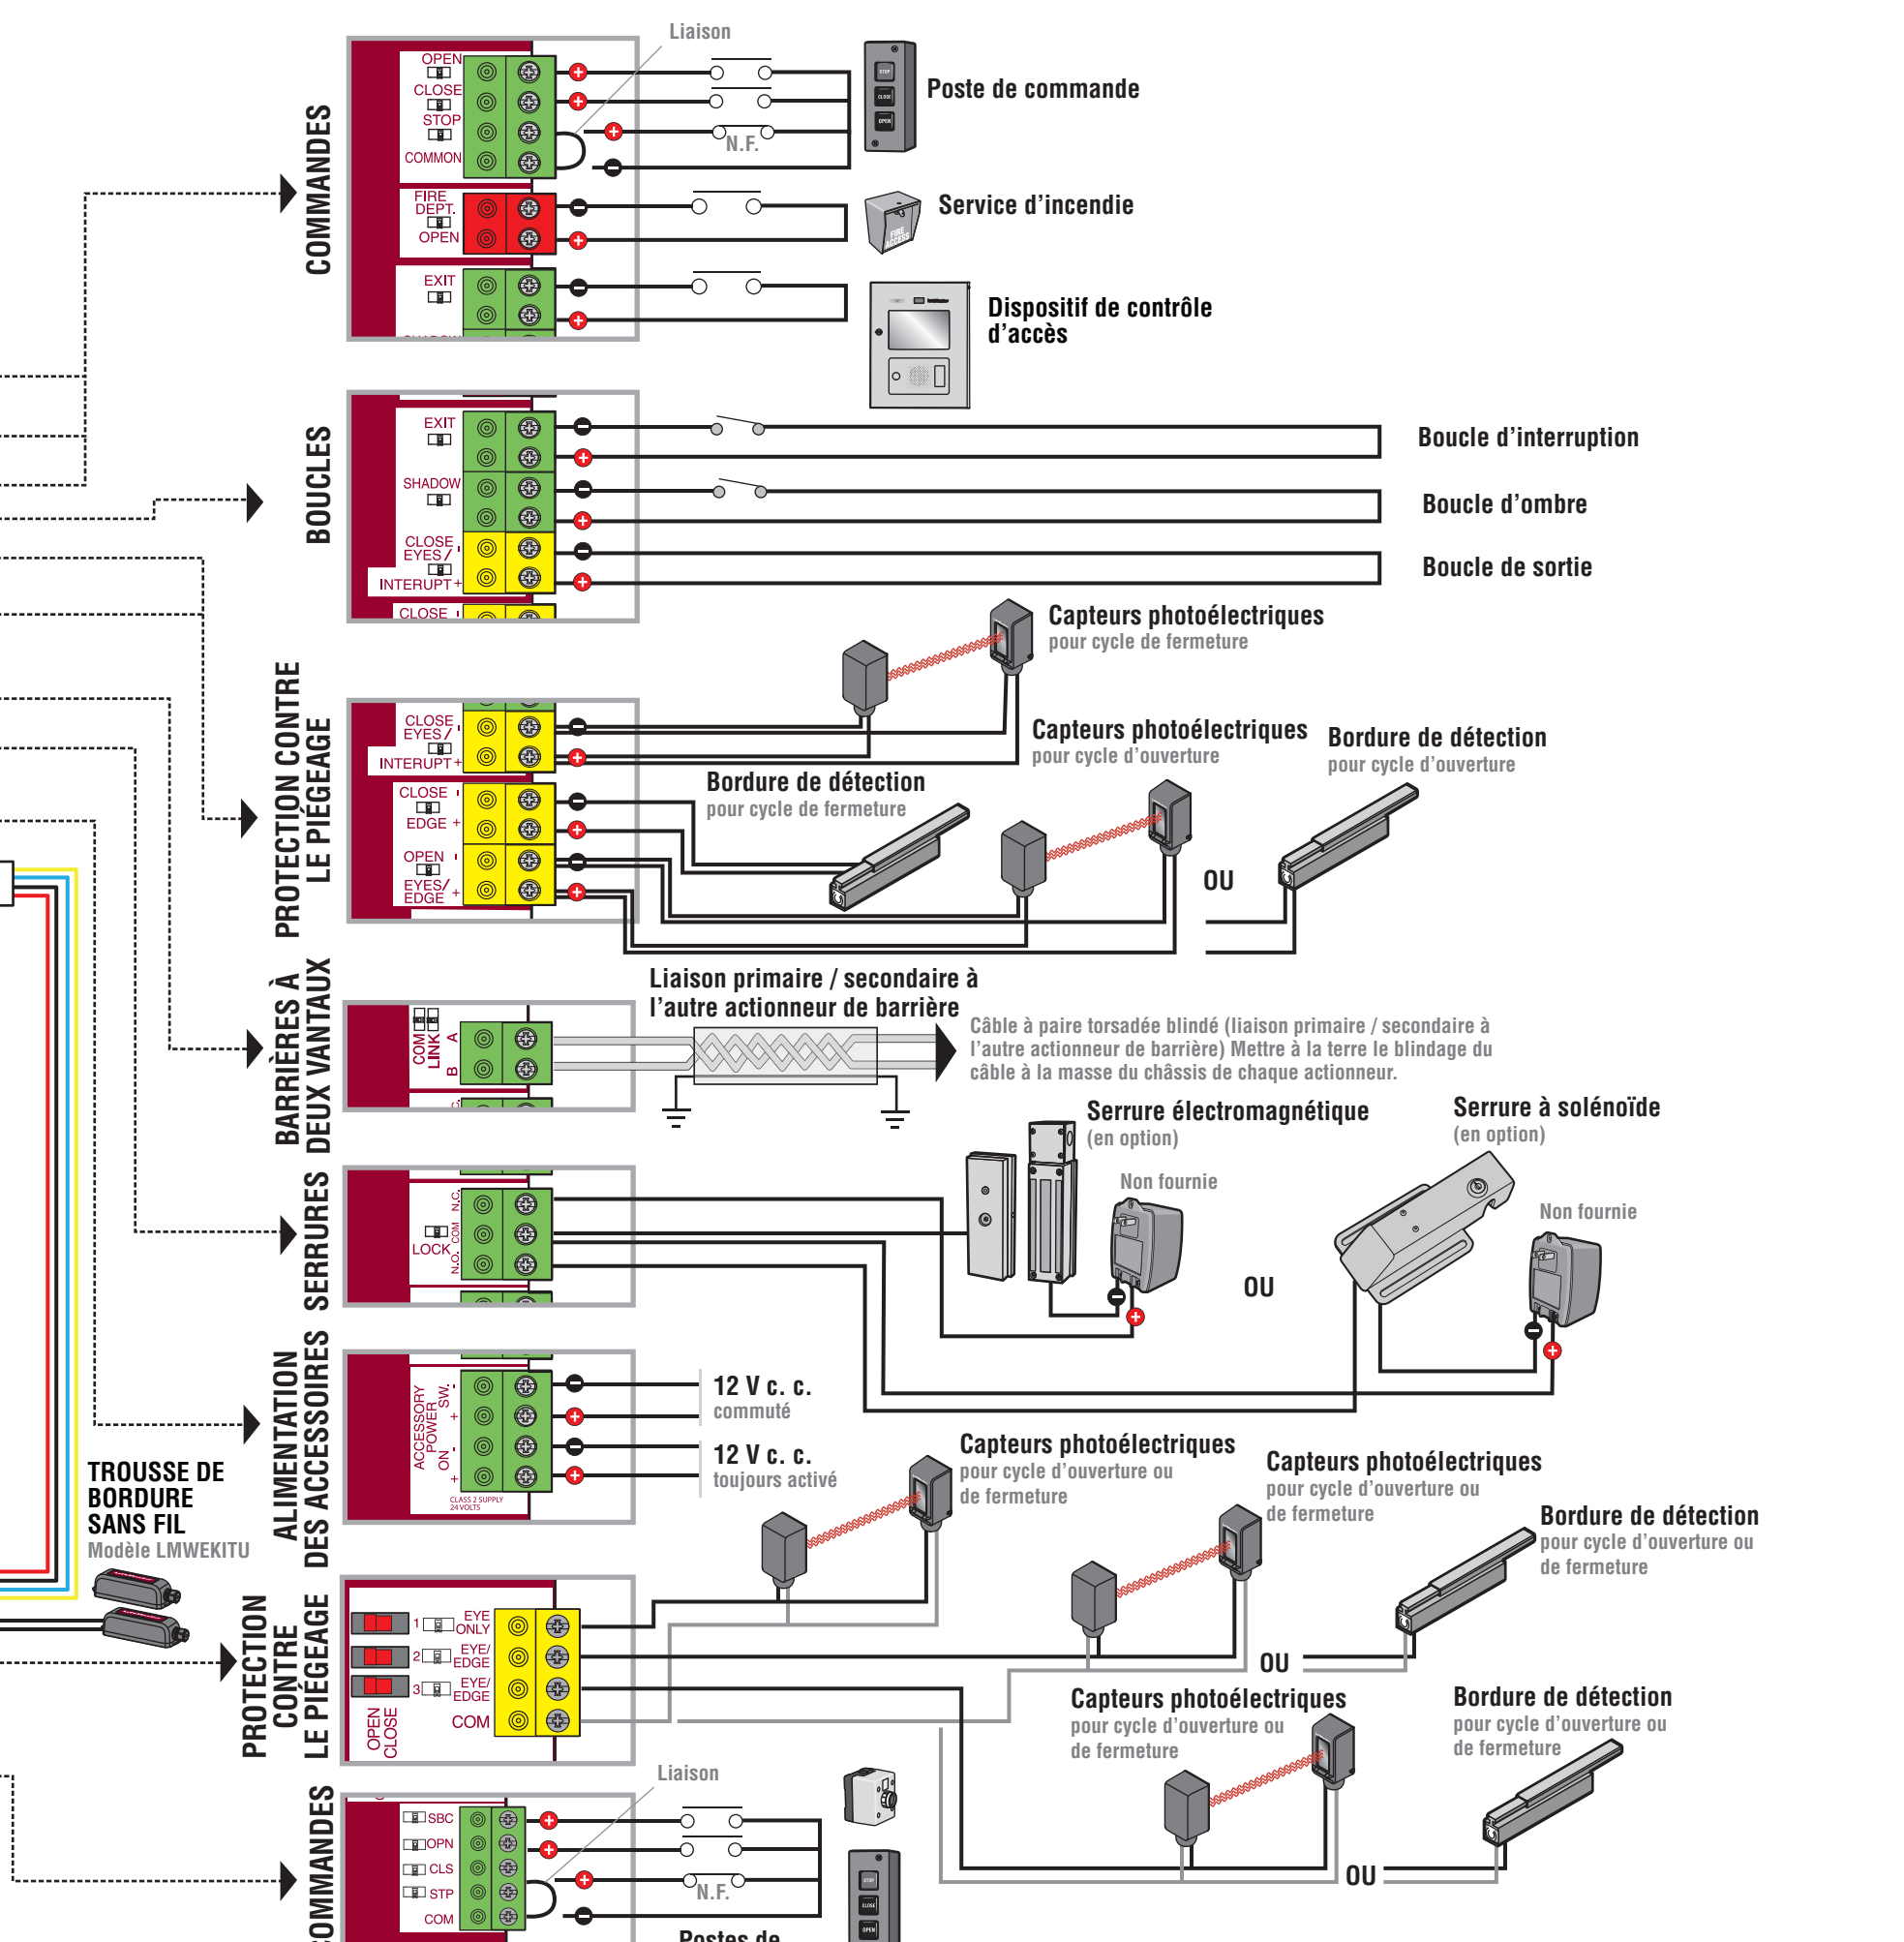 COMMANDES
OPEN
CLOSE
STOP
COMMON
Liaison
N.F.
STOP
CLOSE
OPEN
Poste de commande
FIRE
DEPT.
OPEN
FIRE
ACCESS
Service d'incendie
EXIT
Dispositif de contrôle
d'accès
BOUCLES
EXIT
Boucle d'interruption
SHADOW
Boucle d'ombre
CLOSE
EYES/ -
INTERUPT +
Boucle de sortie
CLOSE -
PROTECTION CONTRE
LE PIÉGEAGE
Capteurs photoélectriques
pour cycle de fermeture
CLOSE
EYES/ -
INTERUPT +
Capteurs photoélectriques
pour cycle d'ouverture
Bordure de détection
pour cycle d'ouverture
Bordure de détection
pour cycle de fermeture
CLOSE -
EDGE +
OPEN -
EYES/
EDGE +
OU
BARRIÈRES À
DEUX VANTAUX
Liaison primaire / secondaire à
l'autre actionneur de barrière
COM
LINK
A
B
Câble à paire torsadée blindé (liaison primaire / secondaire à
l'autre actionneur de barrière) Mettre à la terre le blindage du
câble à la masse du châssis de chaque actionneur.
SERRURES
LOCK
N.C.
COM
N.O.
Serrure électromagnétique
(en option)
Non fournie
OU
Serrure à solénoïde
(en option)
Non fournie
ALIMENTATION
DES ACCESSOIRES
ACCESSORY
POWER
ON - SW. -
+
+
CLASS 2 SUPPLY
24 VOLTS
12 V c. c.
commuté
12 V c. c.
toujours activé
TROUSSE DE
BORDURE
SANS FIL
Modèle LMWEKITU
PROTECTION
CONTRE
LE PIÉGEAGE
1 EYE
ONLY
2 EYE/
EDGE
3 EYE/
EDGE
COM
OPEN
CLOSE
Capteurs photoélectriques
pour cycle d'ouverture ou
de fermeture
Capteurs photoélectriques
pour cycle d'ouverture ou
de fermeture
Bordure de détection
pour cycle d'ouverture ou
de fermeture
OU
Capteurs photoélectriques
pour cycle d'ouverture ou
de fermeture
Bordure de détection
pour cycle d'ouverture ou
de fermeture
OU
OMMANDES
SBC
OPN
CLS
STP
COM
Liaison
N.F.
STOP
CLOSE
OPEN
Postes de